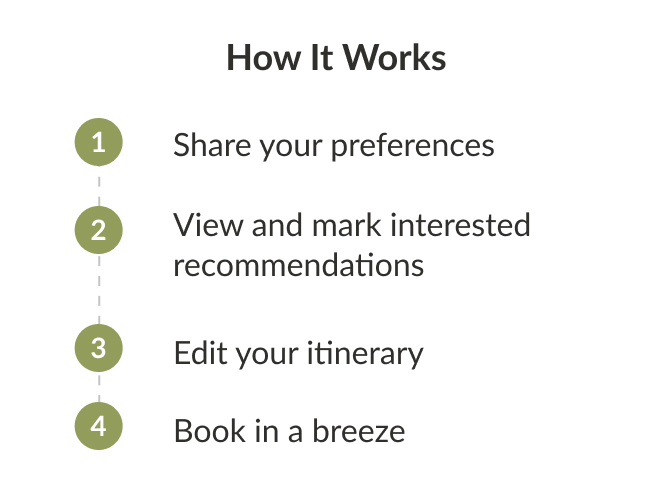 How It Works
1 Share your preferences
2 View and mark interested
recommendations
3 Edit your itinerary
4 Book in a breeze